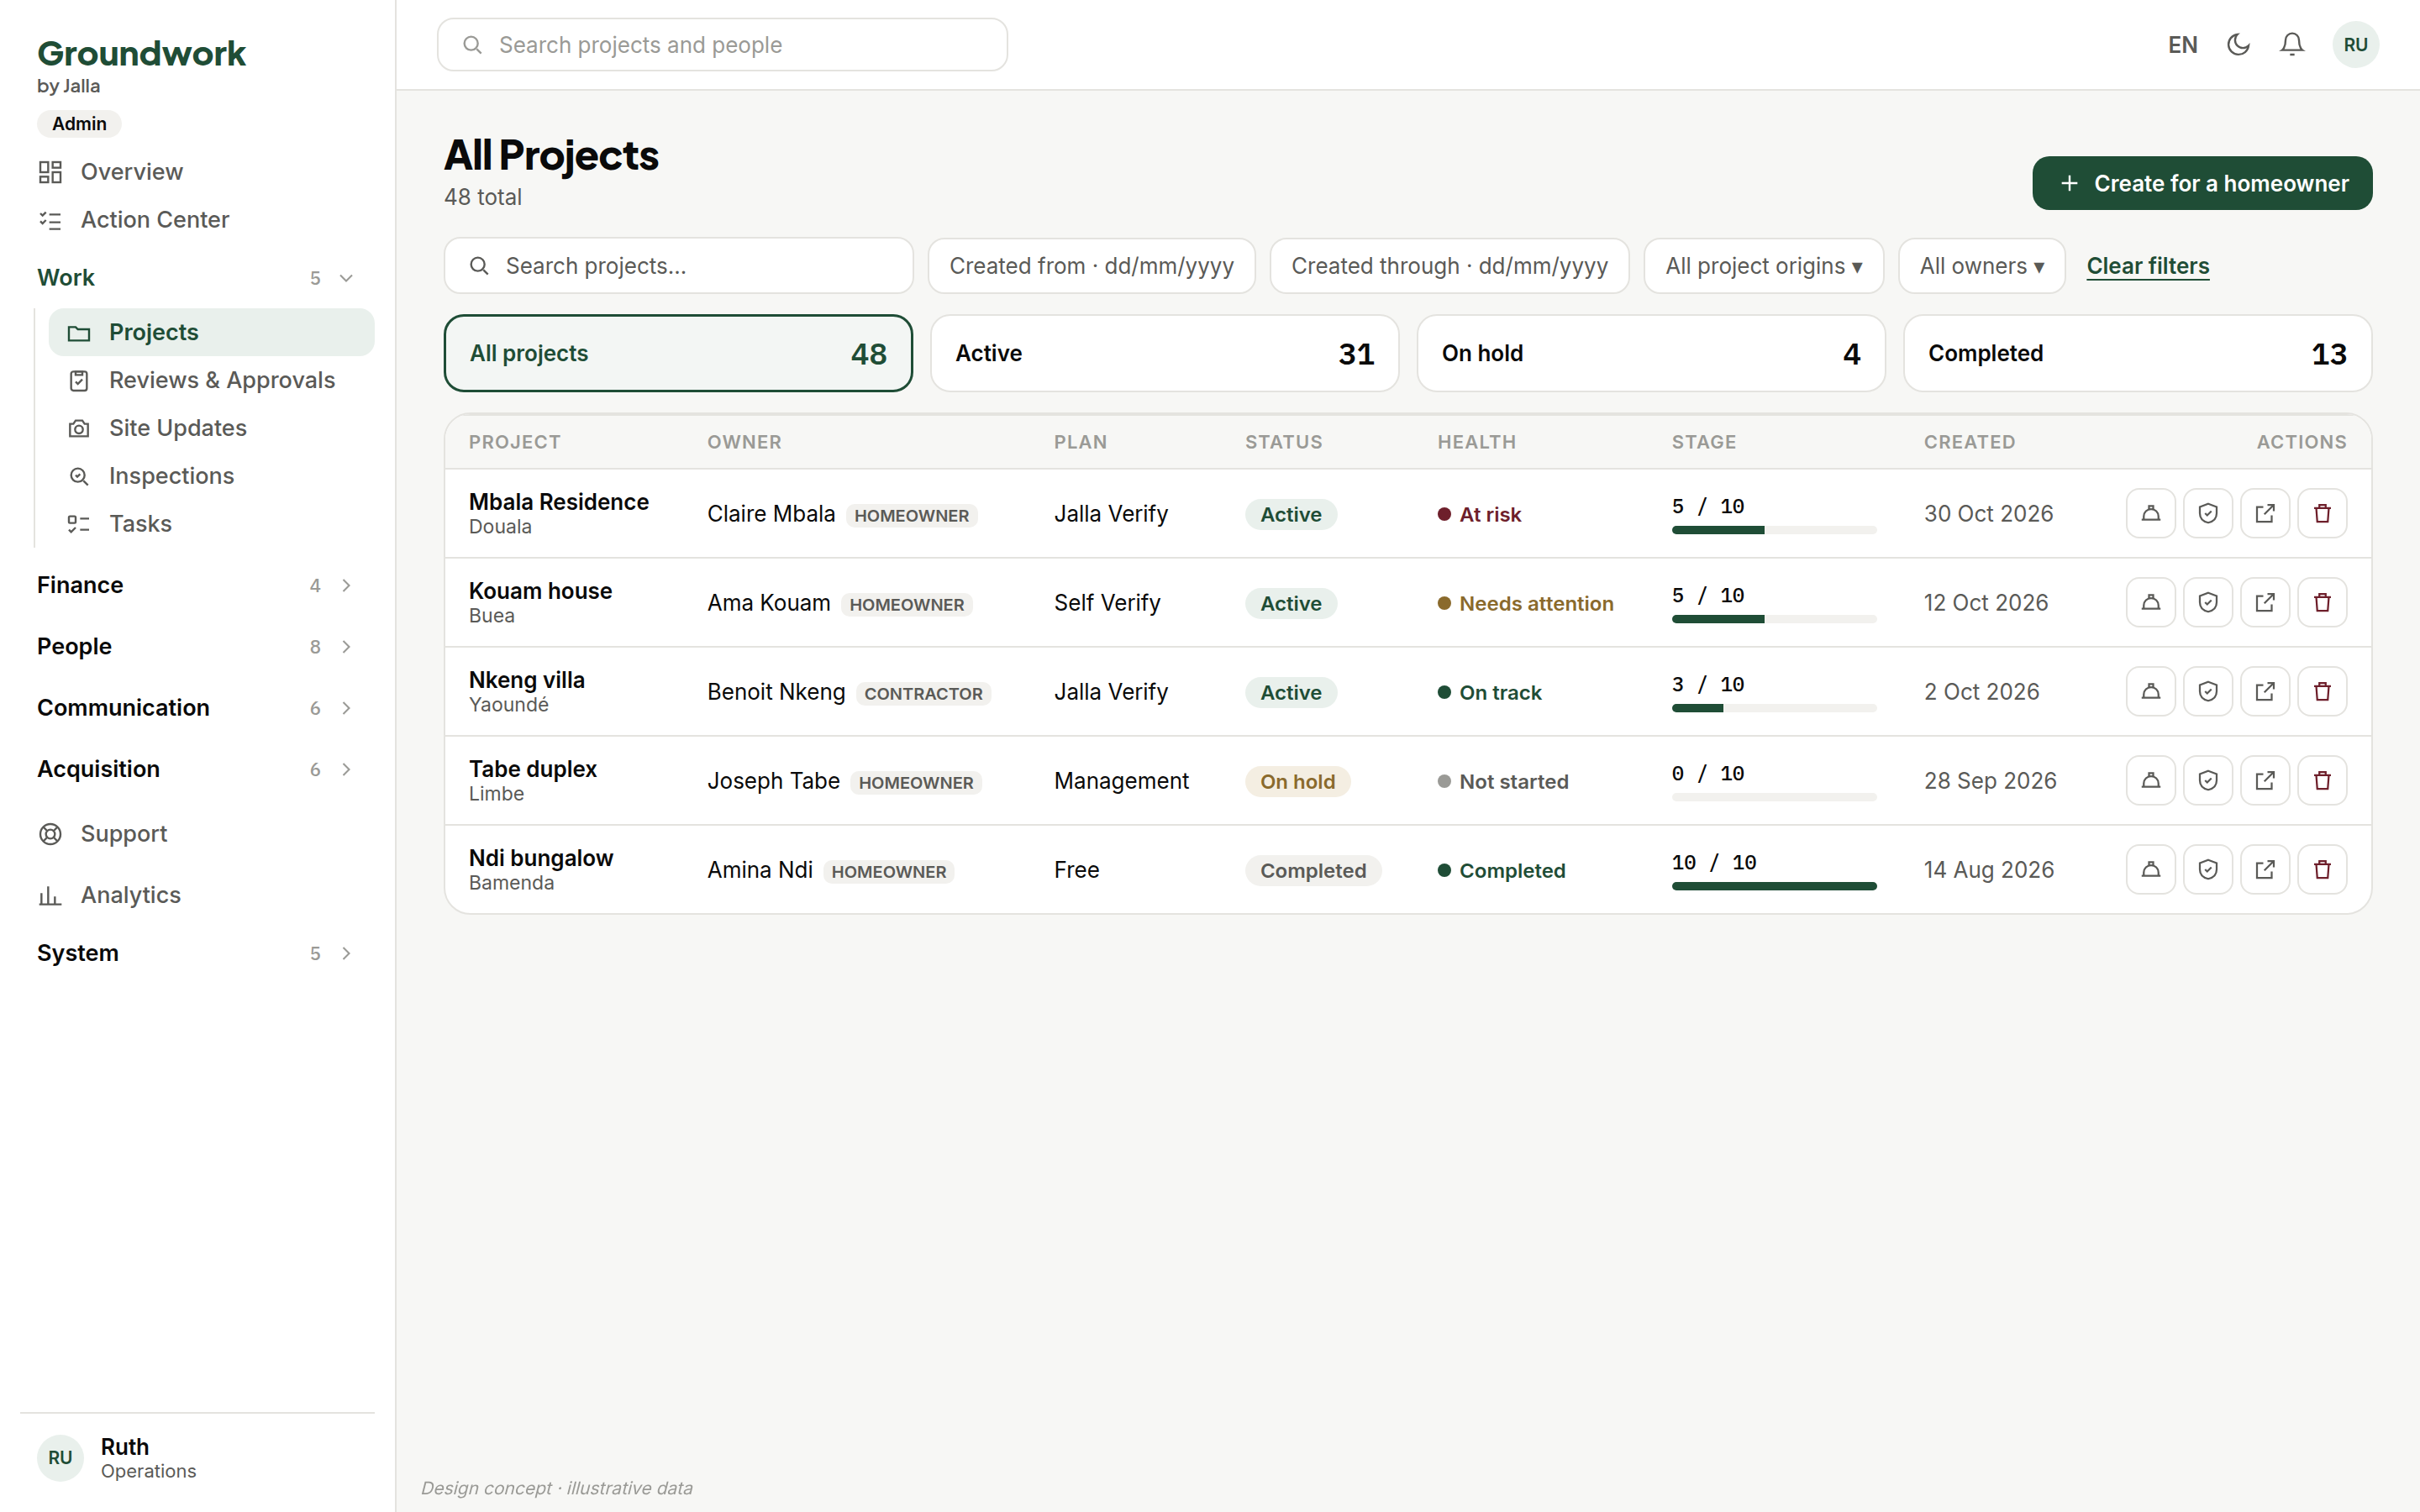 Groundwork
by Jalla
Admin
Overview
Action Center
Work 5
Projects
Reviews & Approvals
Site Updates
Inspections
Tasks
Finance 4
People 8
Communication 6
Acquisition 6
Support
Analytics
System 5
RU
Ruth
Operations
Search projects and people
EN
RU
All Projects
48 total
+ Create for a homeowner
Search projects...
Created from · dd/mm/yyyy
Created through · dd/mm/yyyy
All project origins ▾
All owners ▾
Clear filters
All projects 48
Active 31
On hold 4
Completed 13
PROJECT OWNER PLAN STATUS HEALTH STAGE CREATED ACTIONS
Mbala Residence
Douala
Claire Mbala HOMEOWNER Jalla Verify Active At risk 5 / 10 30 Oct 2026
Kouam house
Buea
Ama Kouam HOMEOWNER Self Verify Active Needs attention 5 / 10 12 Oct 2026
Nkeng villa
Yaoundé
Benoit Nkeng CONTRACTOR Jalla Verify Active On track 3 / 10 2 Oct 2026
Tabe duplex
Limbe
Joseph Tabe HOMEOWNER Management On hold Not started 0 / 10 28 Sep 2026
Ndi bungalow
Bamenda
Amina Ndi HOMEOWNER Free Completed Completed 10 / 10 14 Aug 2026
Design concept · illustrative data